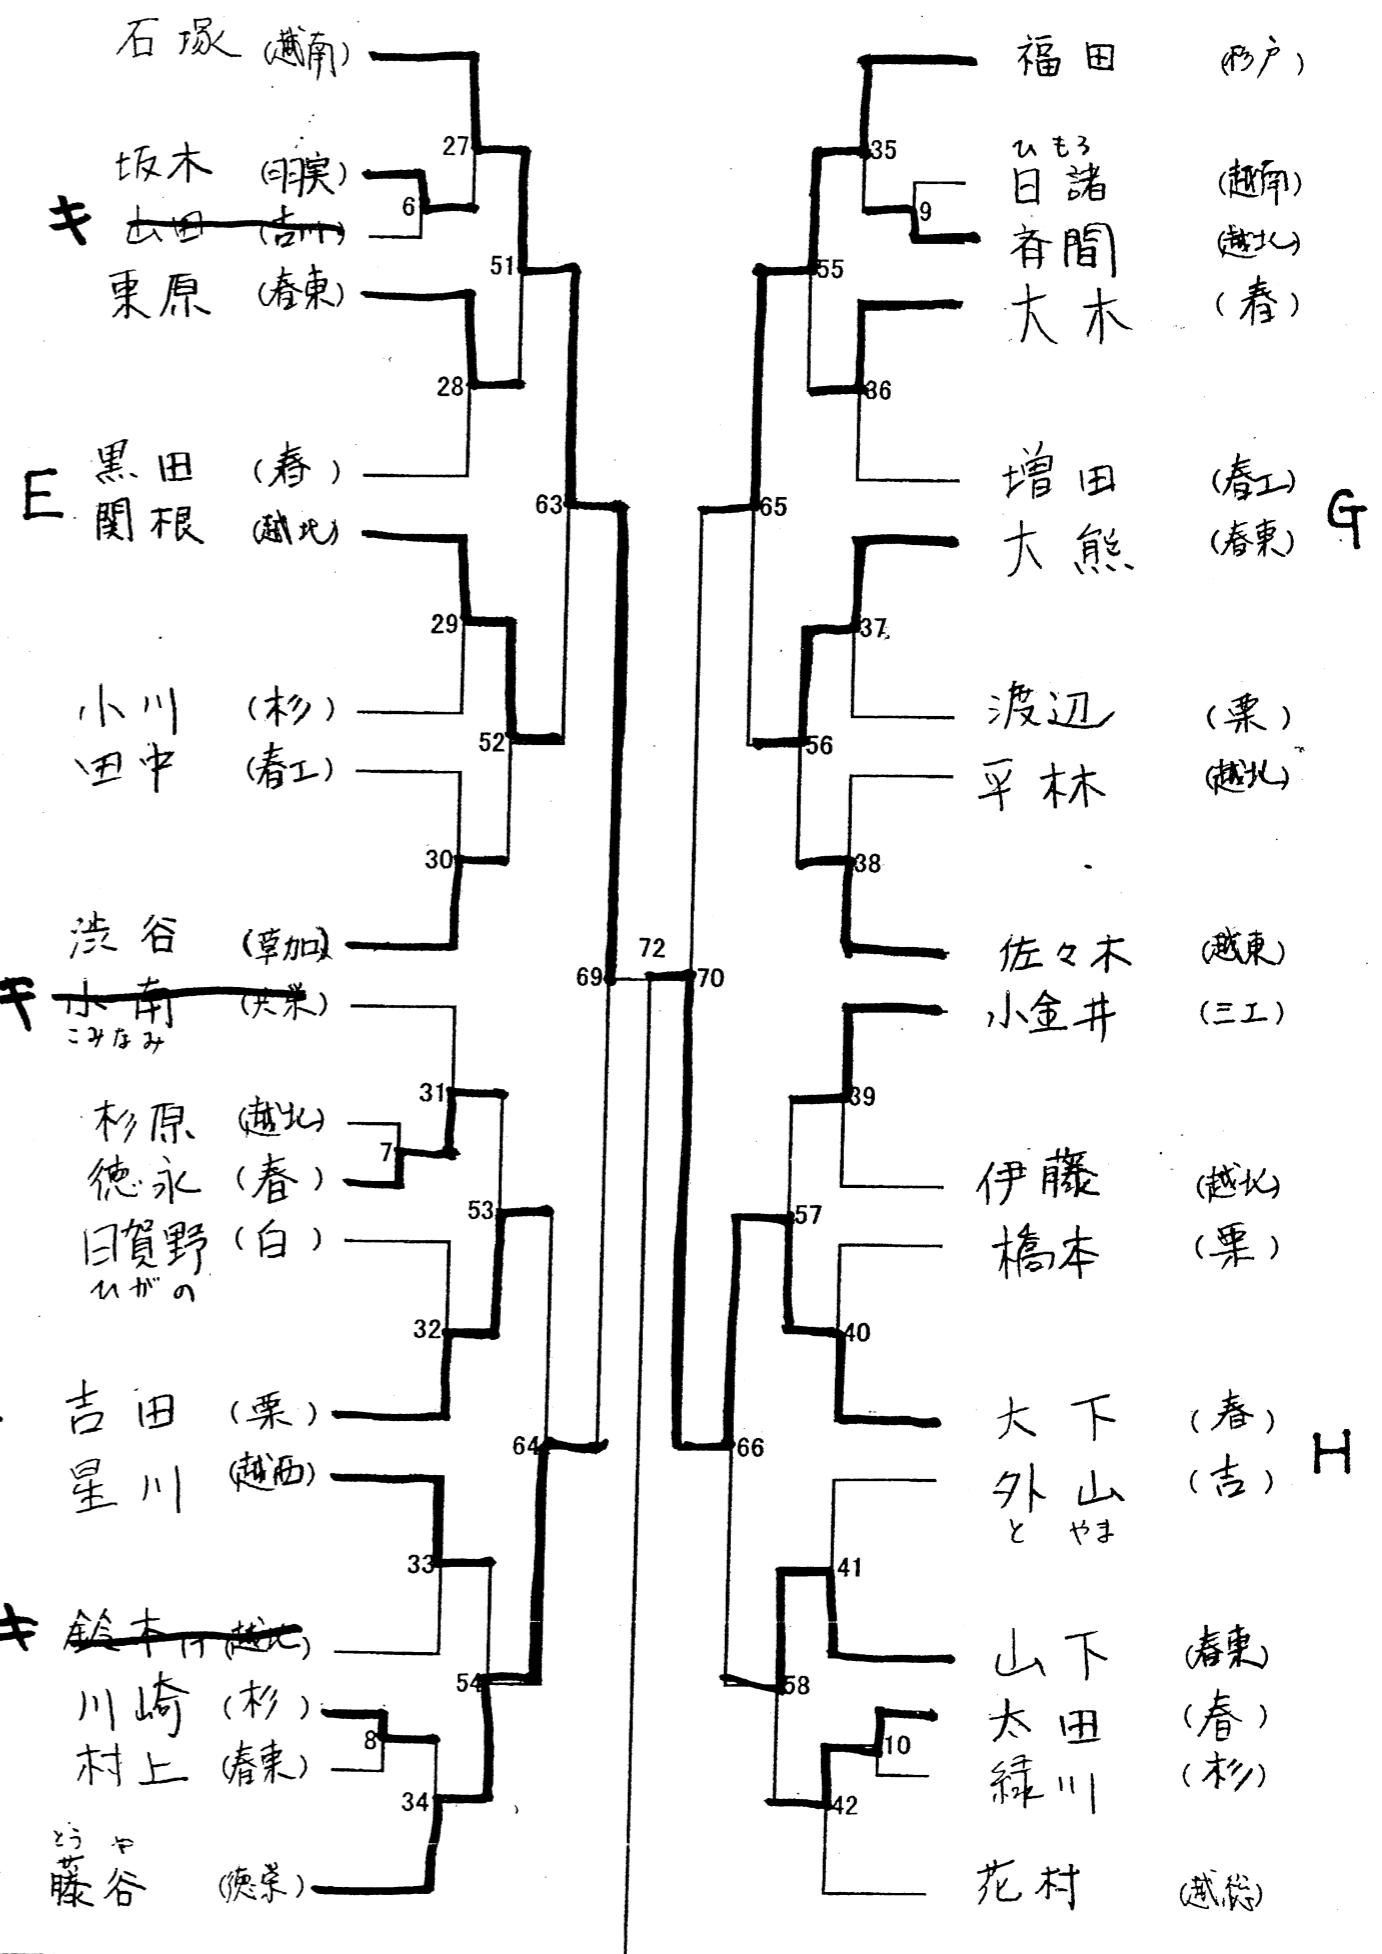 石塚 (越南)
27
坂木 (羽実)
6
キ 山田 (吉川)
51
栗原 (春東)
28
E
黒田 (春)
63
関根 (越北)
29
小川 (杉)
52
田中 (春工)
30
渋谷 (草加)
69
キ 小南 (共栄)
こみなみ
31
杉原 (越北)
7
徳永 (春)
53
日賀野 (白)
ひがの
32
吉田 (栗)
64
星川 (越西)
33
キ 鈴木 (越北)
54
川崎 (杉)
8
村上 (春東)
34
とうや
藤谷 (徳栄)
72
70
福田 (杉戸)
35
ひもろ
日諸 (越南)
9
斉間 (越北)
55
大木 (春)
36
増田 (春工)
G
65
大熊 (春東)
37
渡辺 (栗)
56
平林 (越北)
38
佐々木 (越東)
小金井 (三工)
39
伊藤 (越北)
57
橋本 (栗)
40
大下 (春)
H
66
外山 (吉)
とやま
41
山下 (春東)
58
太田 (春)
10
緑川 (杉)
42
花村 (越総)